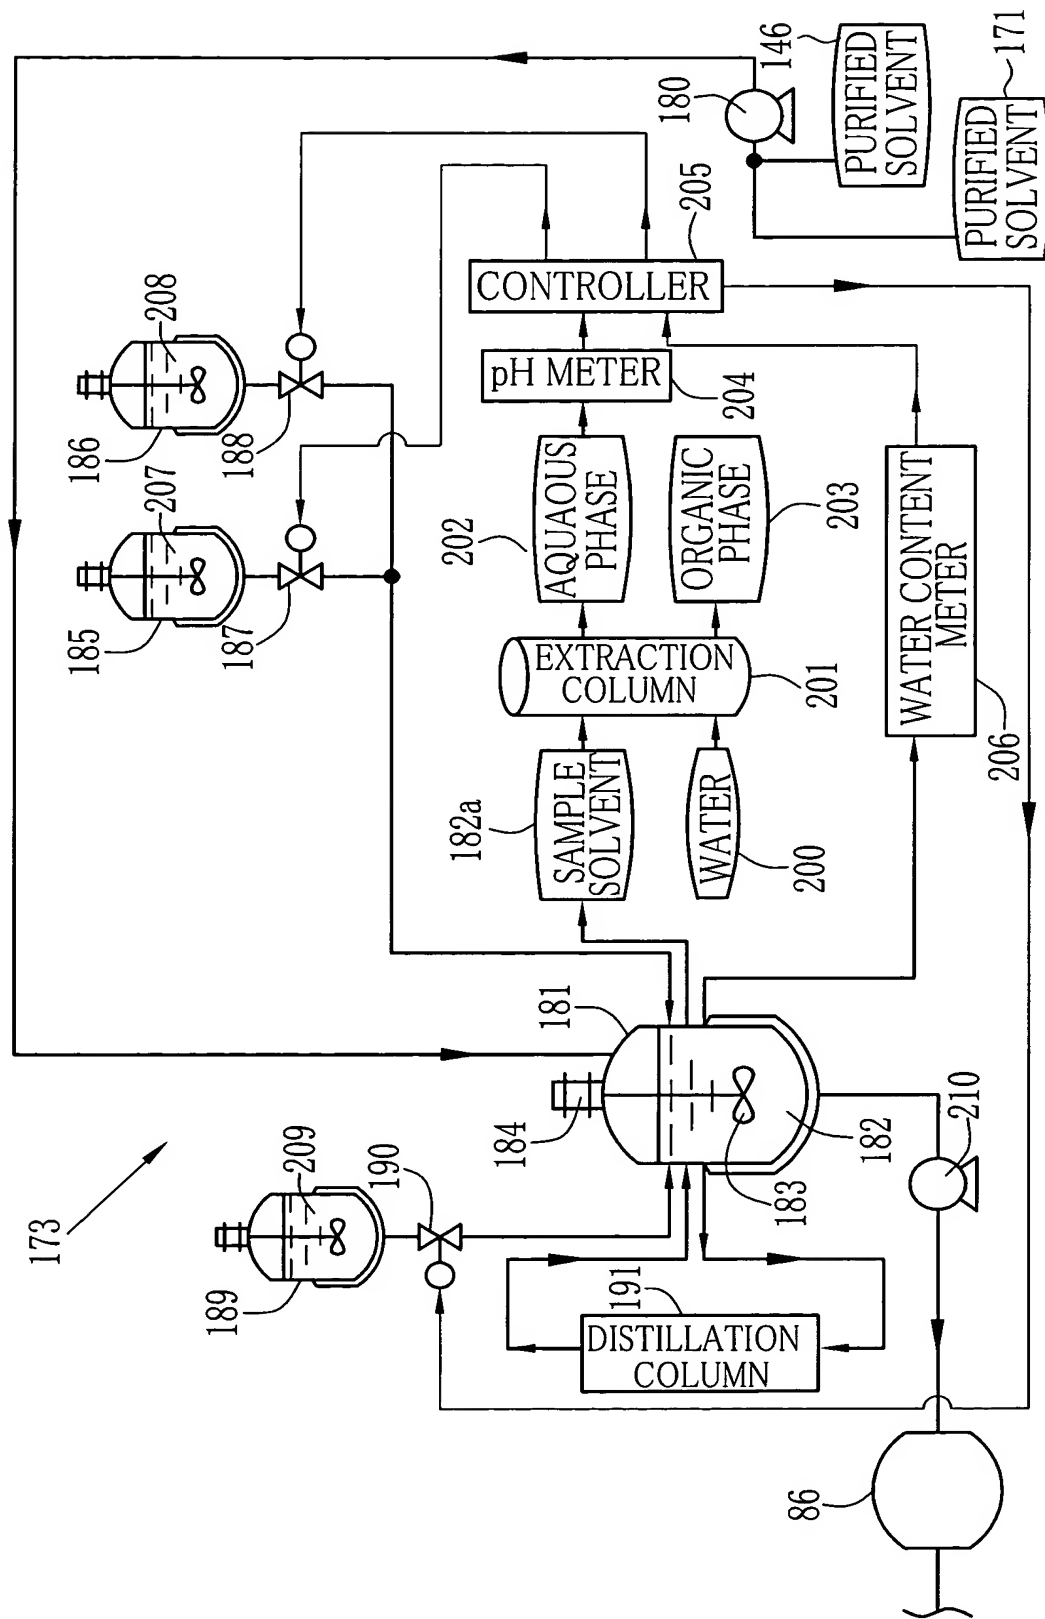 173
189
209
190
184
181
183
182
191
DISTILLATION
COLUMN
210
86
185
207
187
186
208
188
182a
SAMPLE
SOLVENT
WATER
200
EXTRACTION
COLUMN
201
202
AQUAOUS
PHASE
ORGANIC
PHASE
203
pH METER
204
CONTROLLER
205
WATER CONTENT
METER
206
180
PURIFIED
SOLVENT
146
PURIFIED
SOLVENT
171